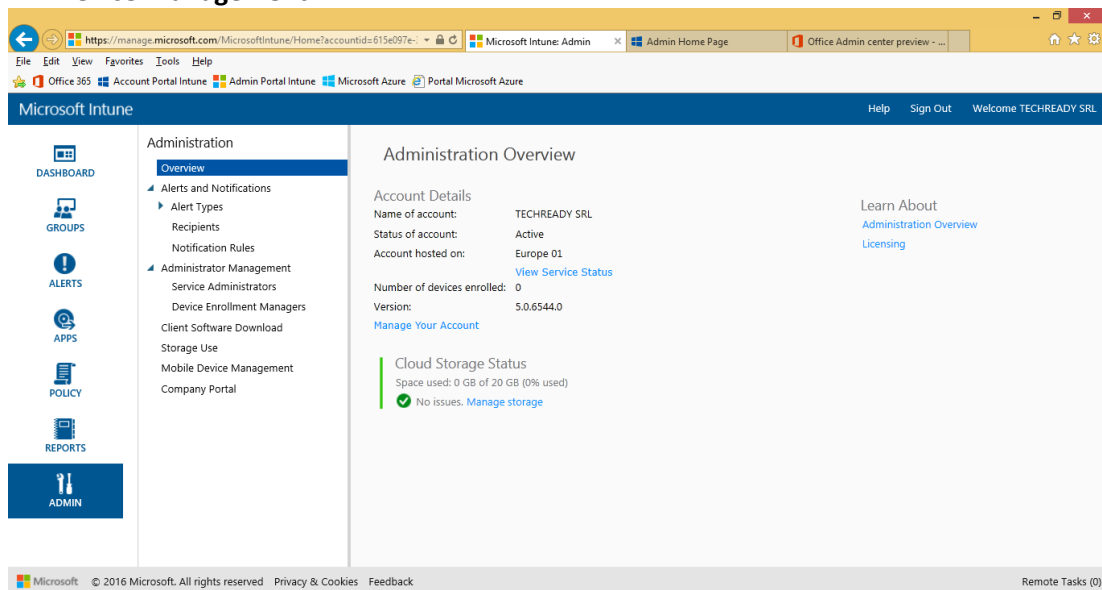 https://manage.microsoft.com/MicrosoftIntune/Home?accountid=615e097e-
Microsoft Intune: Admin
Admin Home Page
Office Admin center preview - ...
File Edit View Favorites Tools Help
Office 365 Account Portal Intune Admin Portal Intune Microsoft Azure Portal Microsoft Azure
Microsoft Intune
Help Sign Out Welcome TECHREADY SRL
DASHBOARD
GROUPS
ALERTS
APPS
POLICY
REPORTS
ADMIN
Administration
Overview
Alerts and Notifications
Alert Types
Recipients
Notification Rules
Administrator Management
Service Administrators
Device Enrollment Managers
Client Software Download
Storage Use
Mobile Device Management
Company Portal
Administration Overview
Account Details
Name of account: TECHREADY SRL
Status of account: Active
Account hosted on: Europe 01
View Service Status
Number of devices enrolled: 0
Version: 5.0.6544.0
Manage Your Account
Cloud Storage Status
Space used: 0 GB of 20 GB (0% used)
No issues. Manage storage
Learn About
Administration Overview
Licensing
Microsoft © 2016 Microsoft. All rights reserved Privacy & Cookies Feedback
Remote Tasks (0)